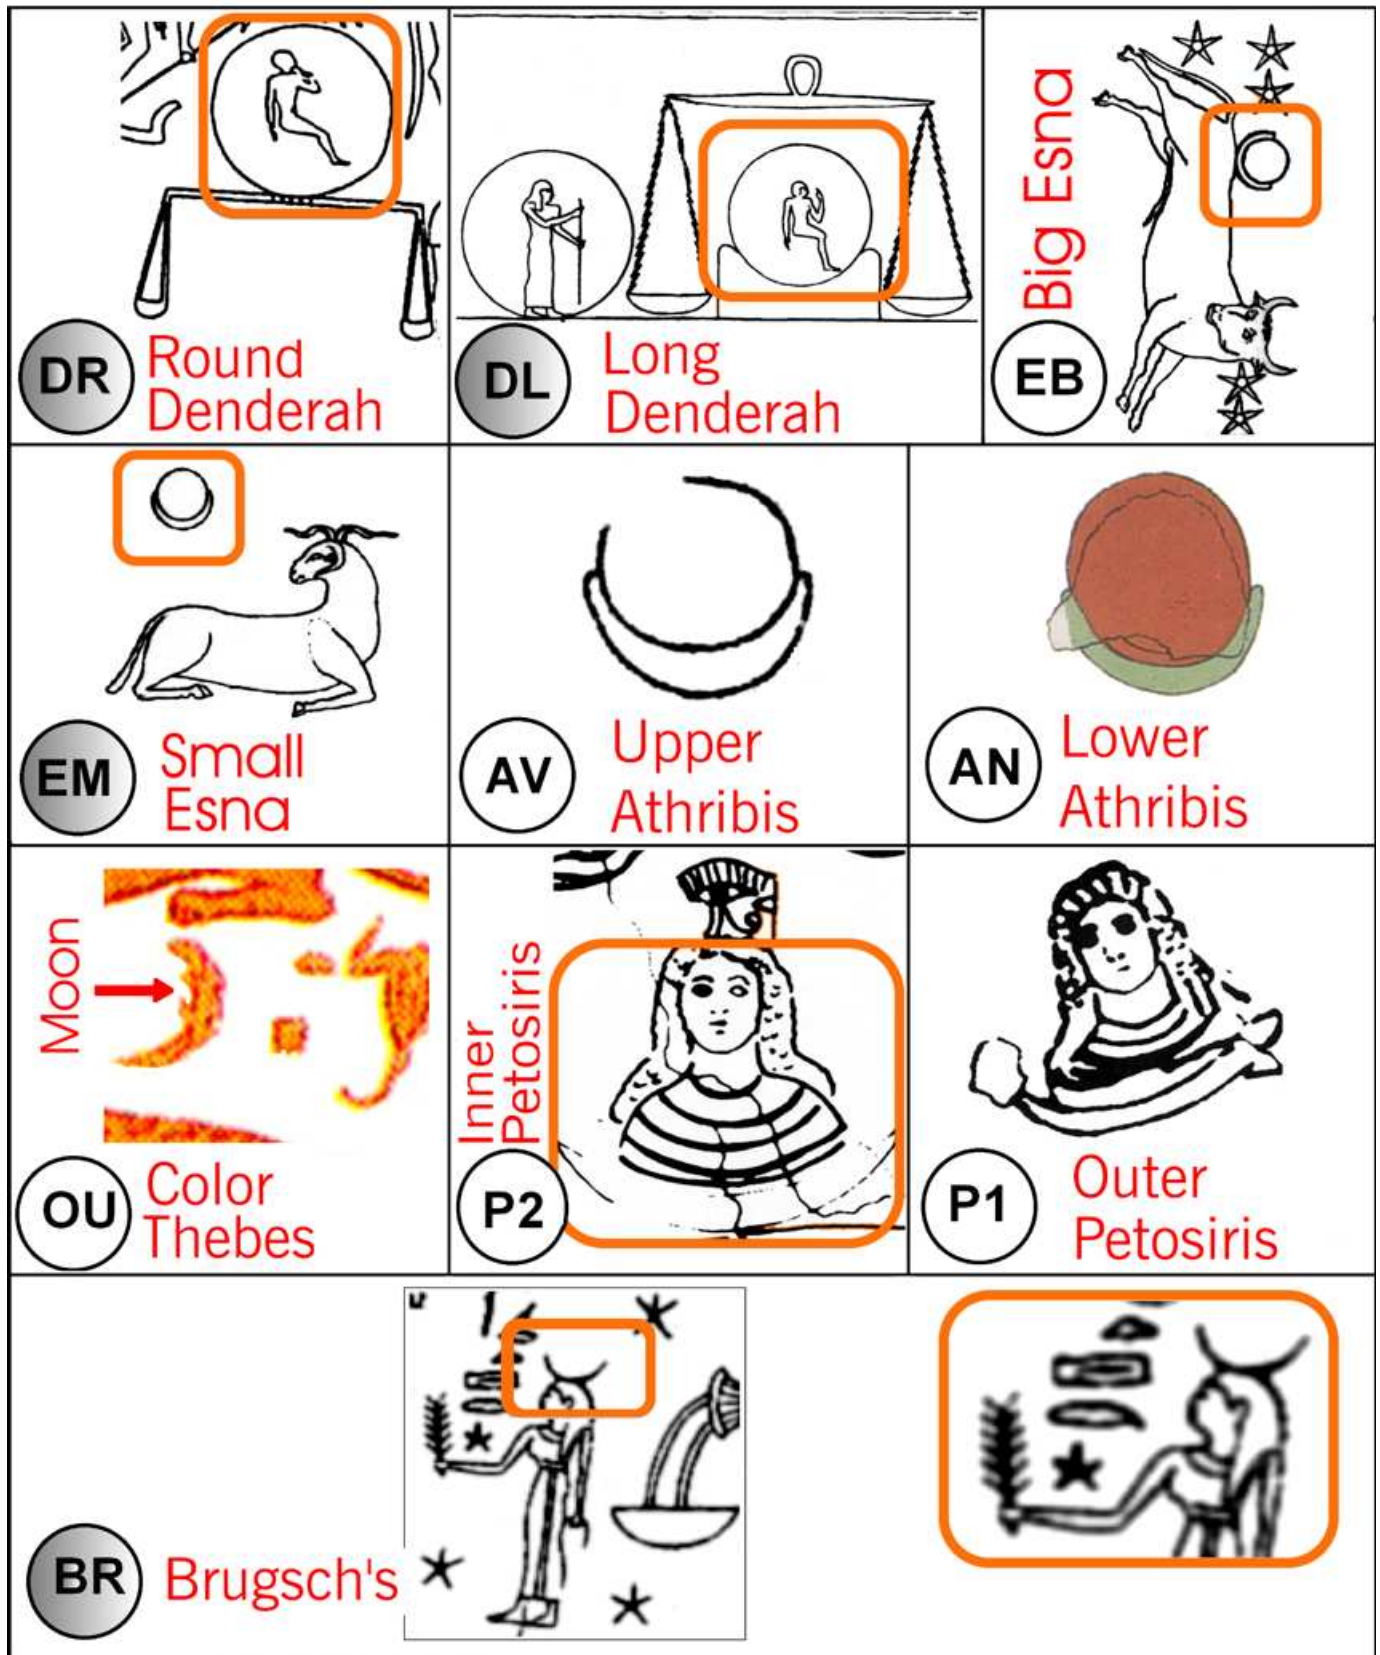 DR
Round
Denderah
DL
Long
Denderah
Big Esna
EB
EM
Small
Esna
AV
Upper
Athribis
AN
Lower
Athribis
Moon
OU
Color
Thebes
Inner
Petosiris
P2
P1
Outer
Petosiris
BR
Brugsch's